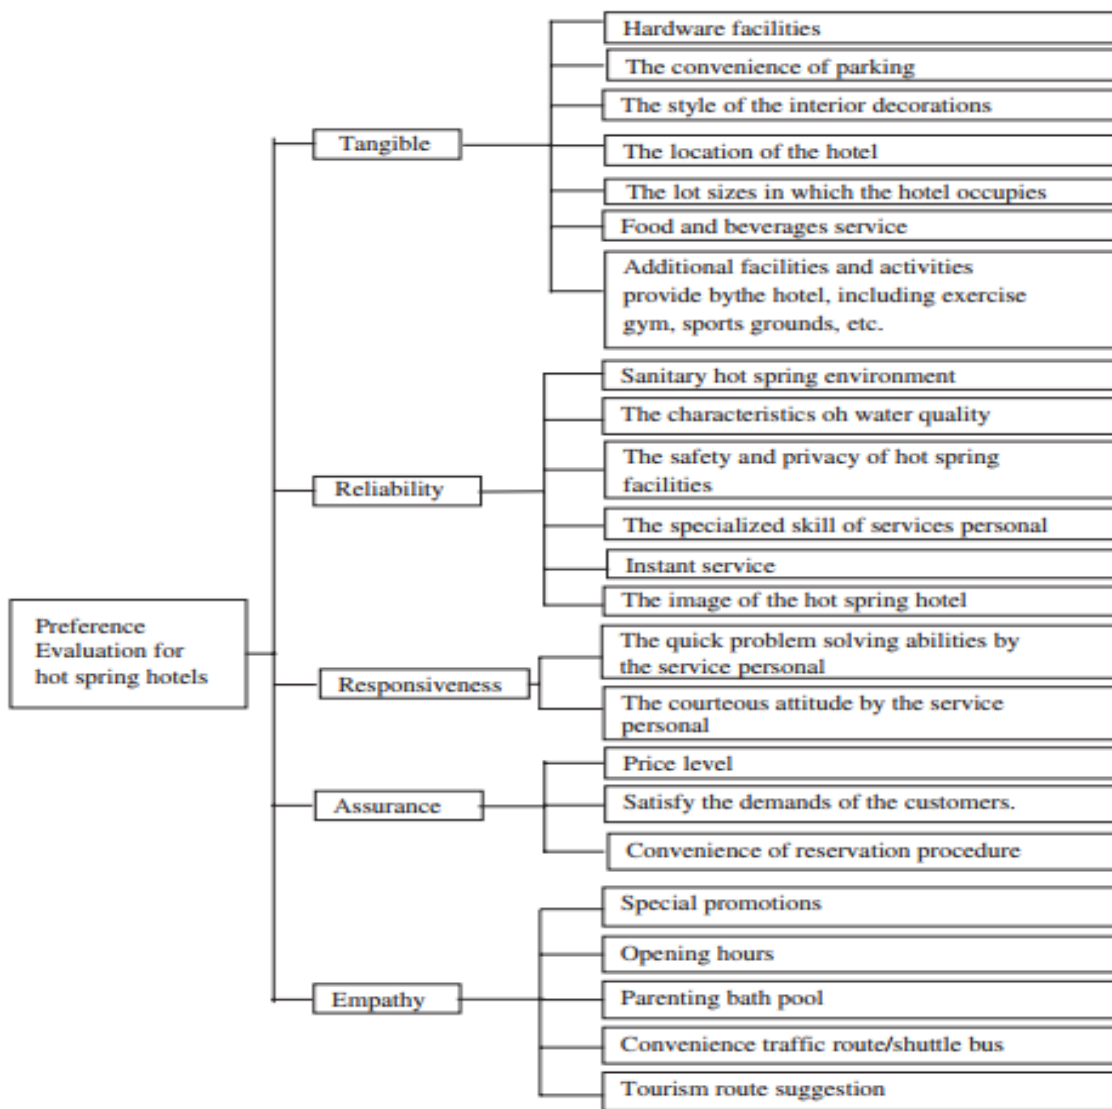 Preference
Evaluation for
hot spring hotels
Tangible
Hardware facilities
The convenience of parking
The style of the interior decorations
The location of the hotel
The lot sizes in which the hotel occupies
Food and beverages service
Additional facilities and activities
provide bythe hotel, including exercise
gym, sports grounds, etc.
Reliability
Sanitary hot spring environment
The characteristics oh water quality
The safety and privacy of hot spring
facilities
The specialized skill of services personal
Instant service
The image of the hot spring hotel
Responsiveness
The quick problem solving abilities by
the service personal
The courteous attitude by the service
personal
Assurance
Price level
Satisfy the demands of the customers.
Convenience of reservation procedure
Empathy
Special promotions
Opening hours
Parenting bath pool
Convenience traffic route/shuttle bus
Tourism route suggestion